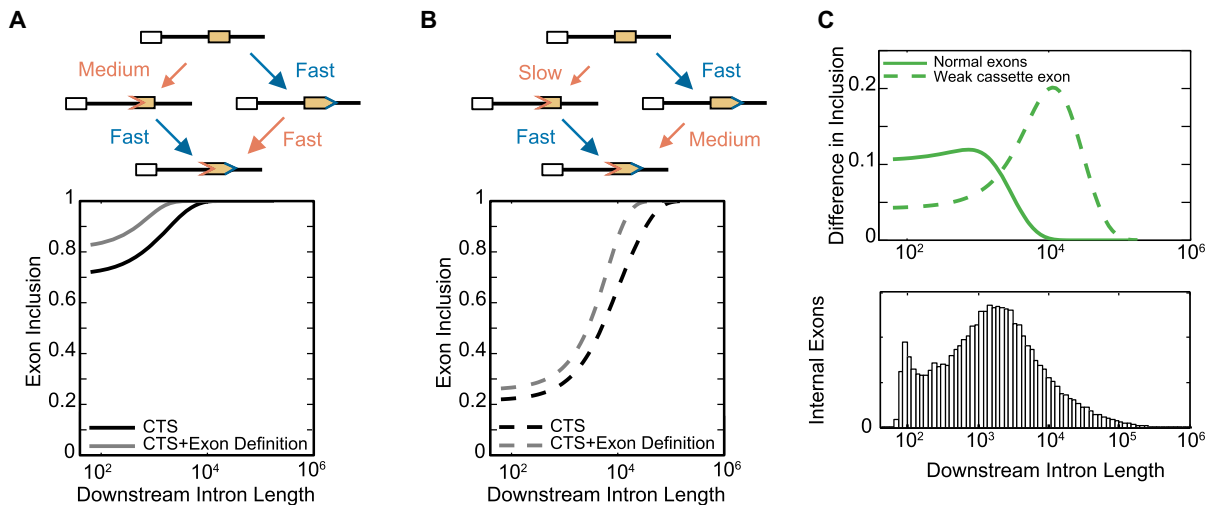 A
Medium
Fast
Fast
Fast
1
0.8
0.6
0.4
0.2
0
Exon Inclusion
CTS
CTS+Exon Definition
10²
10⁴
10⁶
Downstream Intron Length
B
Slow
Fast
Fast
Medium
1
0.8
0.6
0.4
0.2
0
Exon Inclusion
CTS
CTS+Exon Definition
10²
10⁴
10⁶
Downstream Intron Length
C
Normal exons
Weak cassette exon
0.2
0.1
0
Difference in Inclusion
10²
10⁴
10⁶
Internal Exons
0
10²
10³
10⁴
10⁵
10⁶
Downstream Intron Length